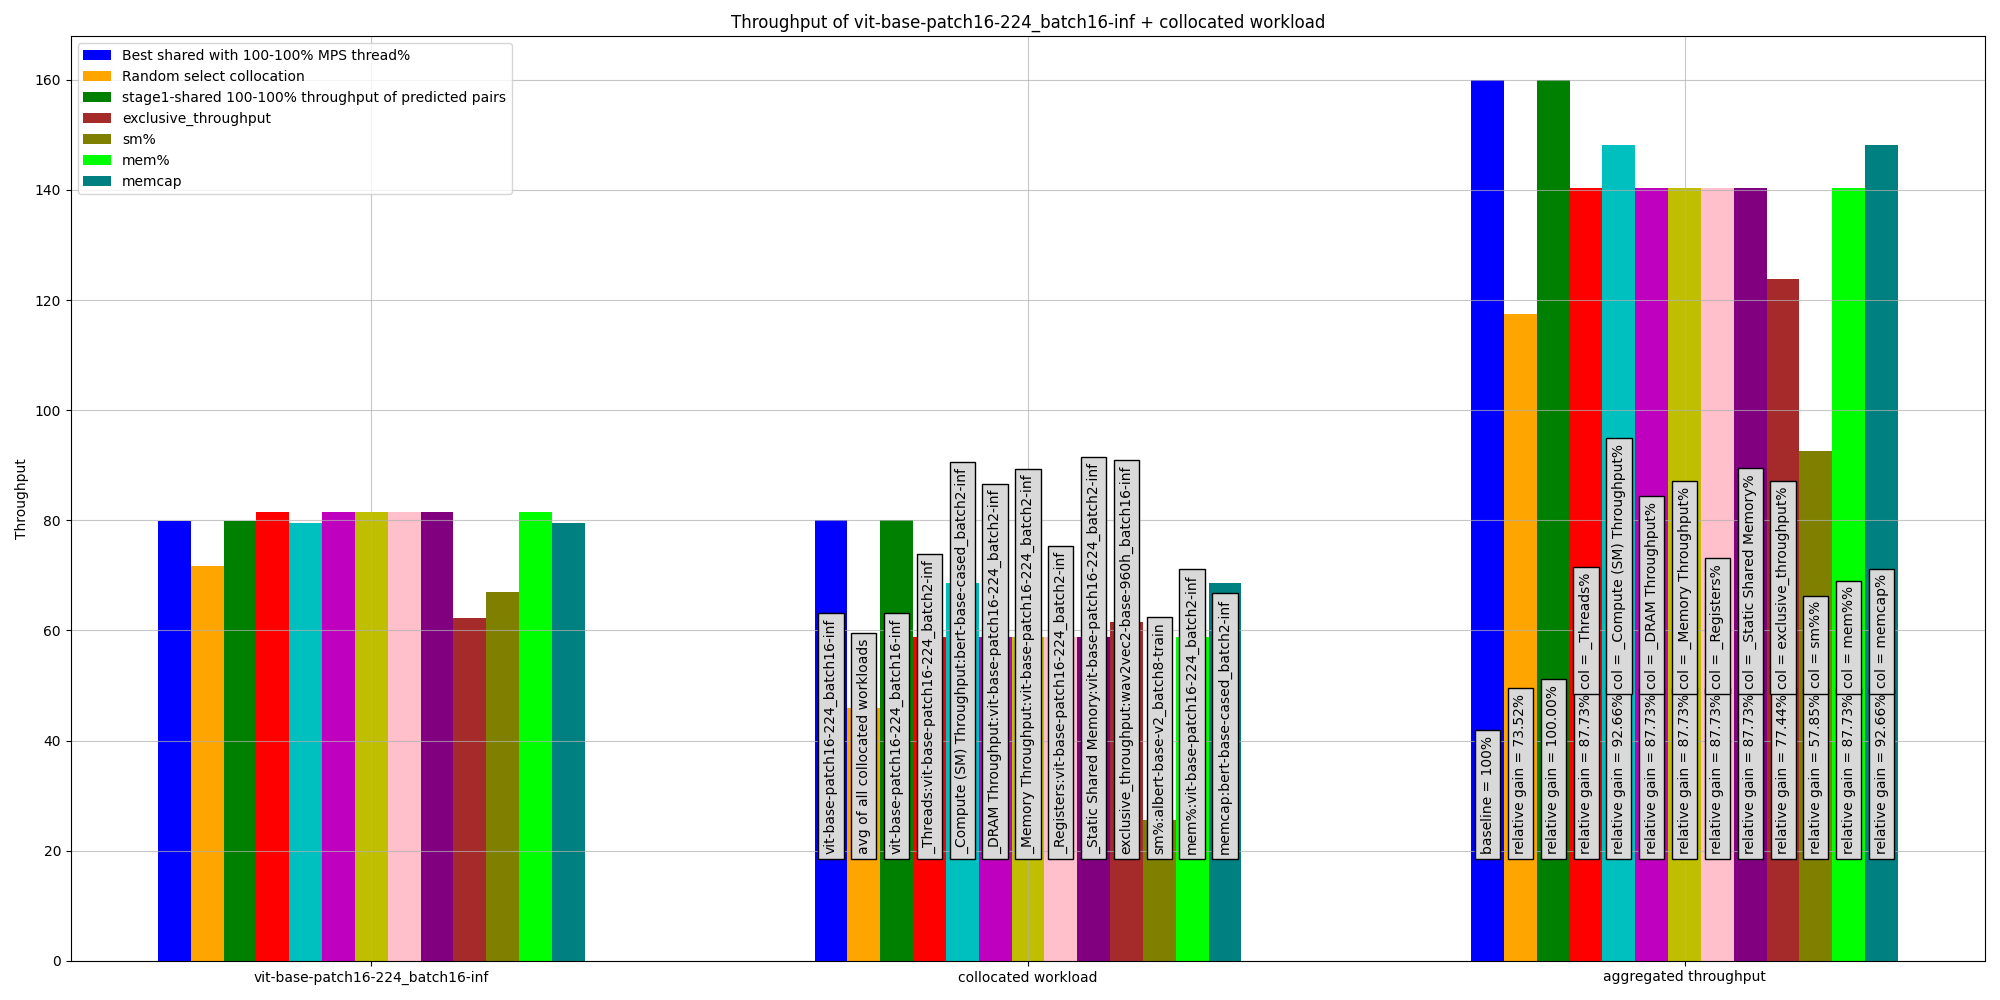 Throughput of vit-base-patch16-224_batch16-inf + collocated workload
Best shared with 100-100% MPS thread%
Random select collocation
stage1-shared 100-100% throughput of predicted pairs
exclusive_throughput
sm%
mem%
memcap
Throughput
160
140
120
100
80
60
40
20
0
vit-base-patch16-224_batch16-inf
avg of all collocated workloads
vit-base-patch16-224_batch16-inf
_Threads:vit-base-patch16-224_batch2-inf
_Compute (SM) Throughput:bert-base-cased_batch2-inf
_DRAM Throughput:vit-base-patch16-224_batch2-inf
_Memory Throughput:vit-base-patch16-224_batch2-inf
_Registers:vit-base-patch16-224_batch2-inf
_Static Shared Memory:vit-base-patch16-224_batch2-inf
exclusive_throughput:wav2vec2-base-960h_batch16-inf
sm%:albert-base-v2_batch8-train
mem%:vit-base-patch16-224_batch2-inf
memcap:bert-base-cased_batch2-inf
baseline = 100%
relative gain = 73.52%
relative gain = 100.00%
relative gain = 87.73%
col = _Threads%
relative gain = 92.66%
col = _Compute (SM) Throughput%
relative gain = 87.73%
col = _DRAM Throughput%
relative gain = 87.73%
col = _Memory Throughput%
relative gain = 87.73%
col = _Registers%
relative gain = 87.73%
col = _Static Shared Memory%
relative gain = 77.44%
col = exclusive_throughput%
relative gain = 57.85%
col = sm%%
relative gain = 87.73%
col = mem%%
relative gain = 92.66%
col = memcap%
vit-base-patch16-224_batch16-inf
collocated workload
aggregated throughput